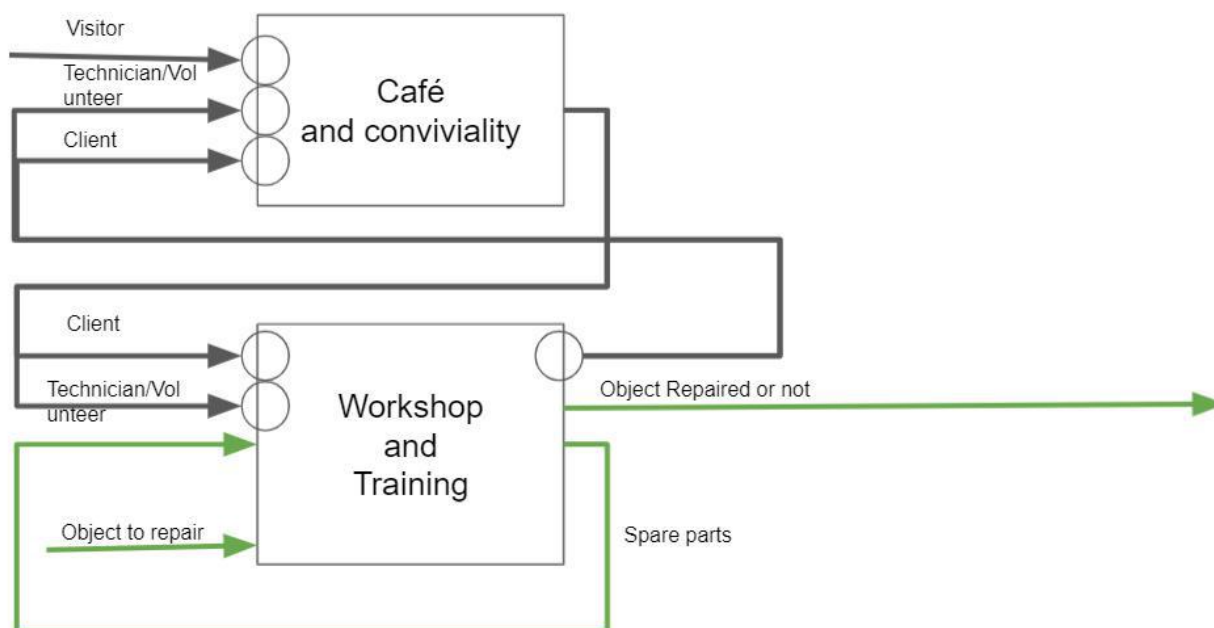 Visitor
Technician/Vol
unteer
Client
Café
and conviviality
Client
Technician/Vol
unteer
Object Repaired or not
Workshop
and
Training
Object to repair
Spare parts